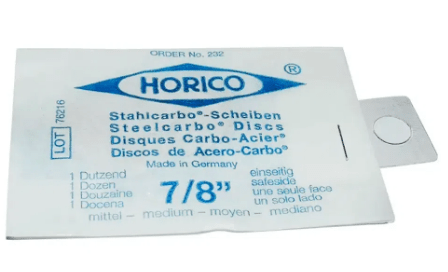 ORDER No. 232
HORICO ®
LOT 76216
Stahlcarbo®-Scheiben
Steelcarbo® Discs
Disques Carbo-Acier®
Discos de Acero-Carbo®
Made in Germany
1 Dutzend
1 Dozen
1 Douzaine
1 Docena
7/8”
einseitig
safeside
une seule face
un solo lado
mittel - medium - moyen - mediano